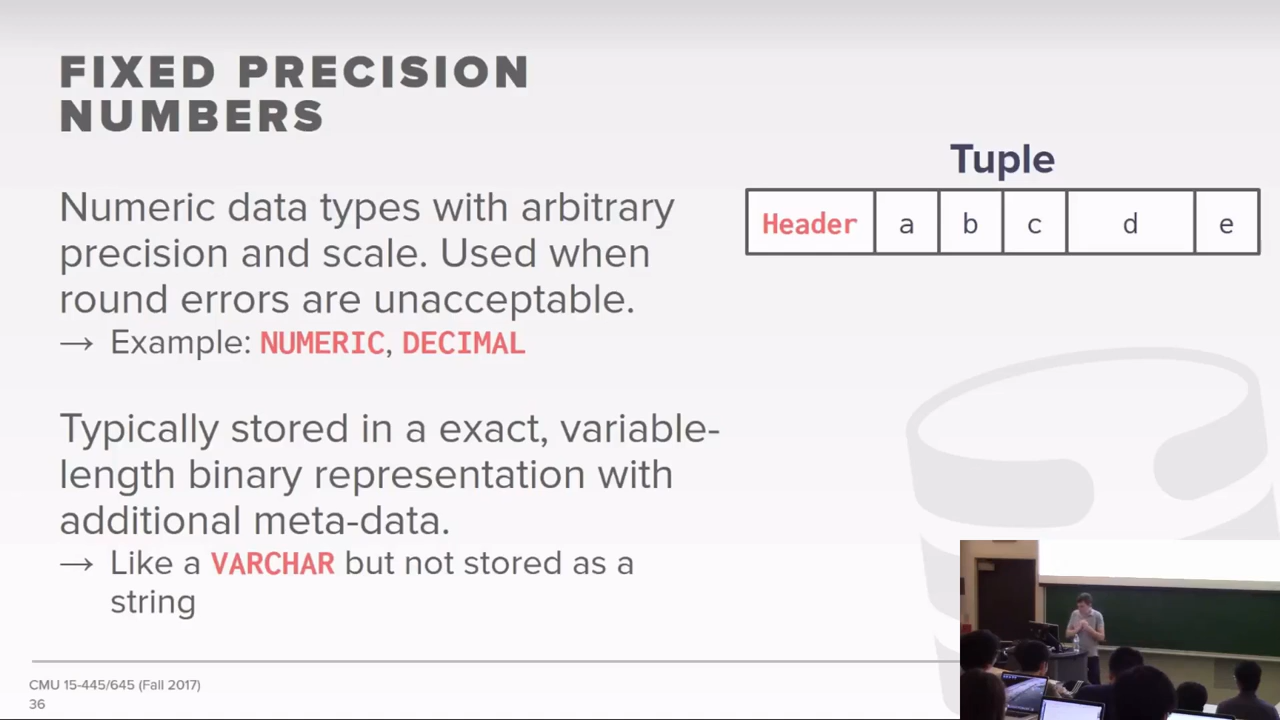 FIXED PRECISION
NUMBERS
Numeric data types with arbitrary
precision and scale. Used when
round errors are unacceptable.
→ Example: NUMERIC, DECIMAL
Typically stored in a exact, variable-
length binary representation with
additional meta-data.
→ Like a VARCHAR but not stored as a
string
Tuple
Header a b c d e
CMU 15-445/645 (Fall 2017)
36